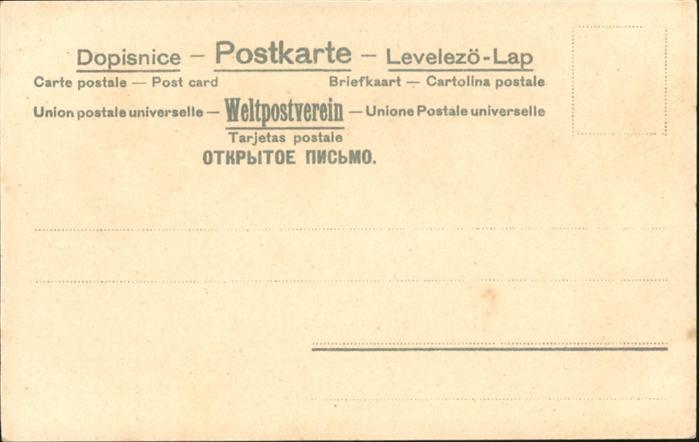 Dopisnice — Postkarte — Levelező-Lap
Carte postale — Post card Briefkaart — Cartolina postale
Union postale universelle — Weltpostverein — Unione Postale universelle
Tarjetas postale
ОТКРЫТОЕ ПИСЬМО.